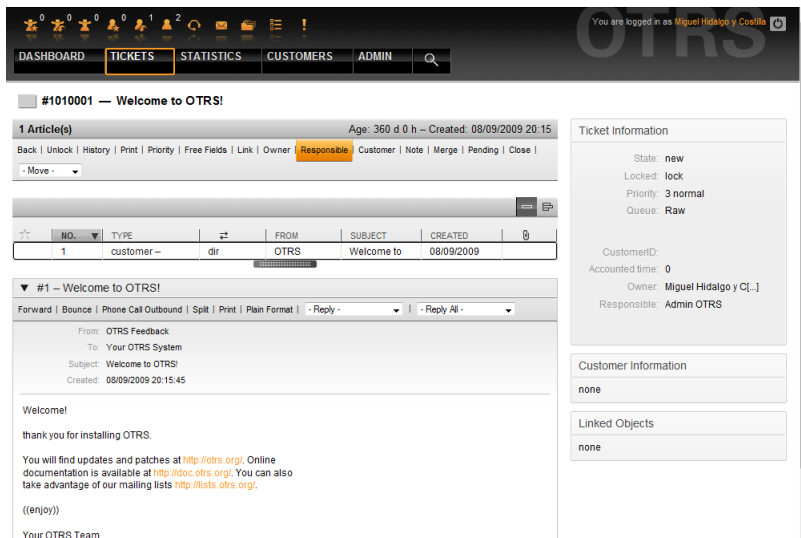 0 0 0 0 1 2
You are logged in as Miguel Hidalgo y Costilla
OTRS
DASHBOARD TICKETS STATISTICS CUSTOMERS ADMIN
#1010001 — Welcome to OTRS!
1 Article(s) Age: 360 d 0 h – Created: 08/09/2009 20:15
Back | Unlock | History | Print | Priority | Free Fields | Link | Owner | Responsible | Customer | Note | Merge | Pending | Close |
- Move -
NO. TYPE FROM SUBJECT CREATED
1 customer – dir OTRS Welcome to 08/09/2009
#1 – Welcome to OTRS!
Forward | Bounce | Phone Call Outbound | Split | Print | Plain Format | - Reply - | - Reply All -
From: OTRS Feedback
To: Your OTRS System
Subject: Welcome to OTRS!
Created: 08/09/2009 20:15:45
Welcome!
thank you for installing OTRS.
You will find updates and patches at http://otrs.org/. Online
documentation is available at http://doc.otrs.org/. You can also
take advantage of our mailing lists http://lists.otrs.org/.
((enjoy))
Your OTRS Team
Ticket Information
State: new
Locked: lock
Priority: 3 normal
Queue: Raw
CustomerID:
Accounted time: 0
Owner: Miguel Hidalgo y C[...]
Responsible: Admin OTRS
Customer Information
none
Linked Objects
none